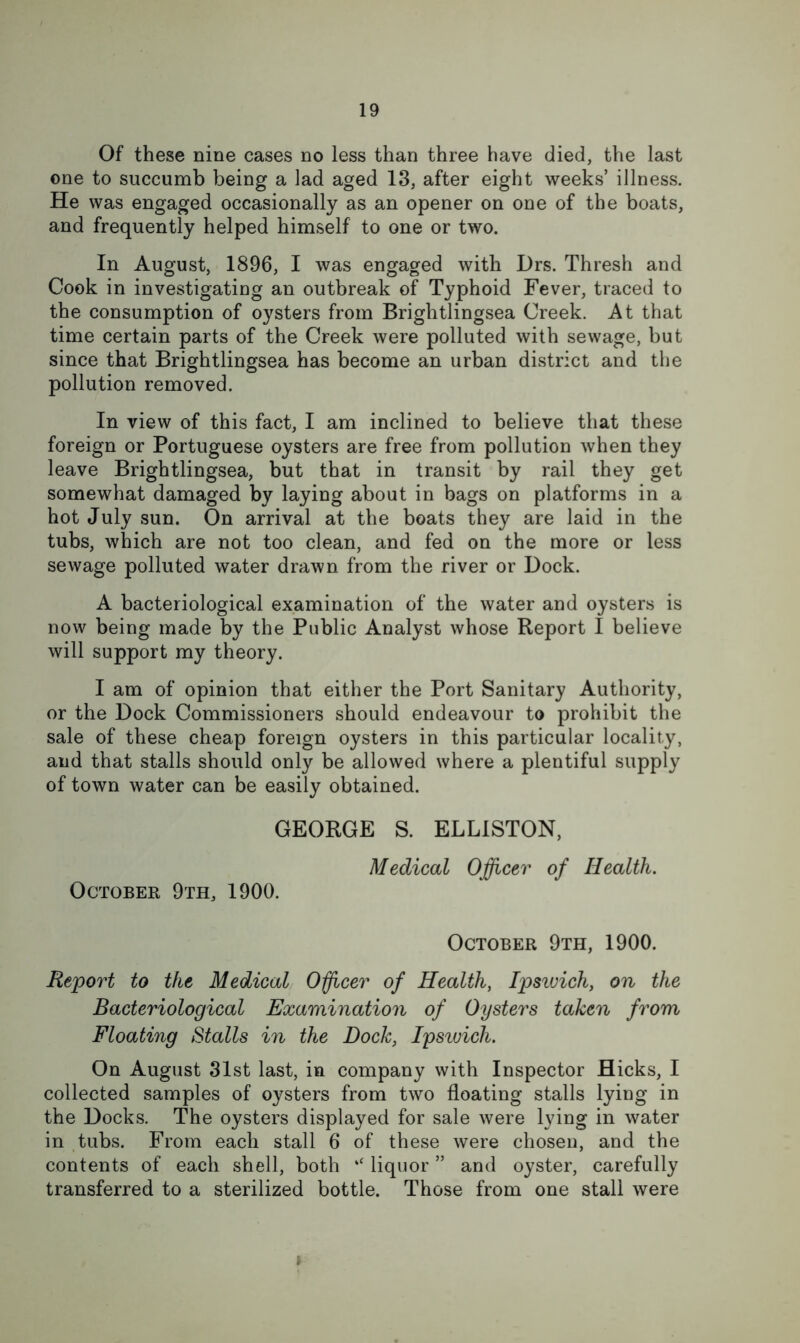 19
Of these nine cases no less than three have died, the last
one to succumb being a lad aged 13, after eight weeks’ illness.
He was engaged occasionally as an opener on one of the boats,
and frequently helped himself to one or two.
In August, 1896, I was engaged with Drs. Thresh and
Cook in investigating an outbreak of Typhoid Fever, traced to
the consumption of oysters from Brightlingsea Creek. At that
time certain parts of the Creek were polluted with sewage, but
since that Brightlingsea has become an urban district and the
pollution removed.
In view of this fact, I am inclined to believe that these
foreign or Portuguese oysters are free from pollution when they
leave Brightlingsea, but that in transit by rail they get
somewhat damaged by laying about in bags on platforms in a
hot July sun. On arrival at the boats they are laid in the
tubs, which are not too clean, and fed on the more or less
sewage polluted water drawn from the river or Dock.
A bacteriological examination of the water and oysters is
now being made by the Public Analyst whose Report I believe
will support my theory.
I am of opinion that either the Port Sanitary Authority,
or the Dock Commissioners should endeavour to prohibit the
sale of these cheap foreign oysters in this particular locality,
and that stalls should only be allowed where a plentiful supply
of town water can be easily obtained.
GEORGE S. ELLISTON,
Medical Officer of Health.
OCTOBER 9TH, 1900.
OCTOBER 9TH, 1900.
Report to the Medical Officer of Health, Ipswich, on the
Bacteriological Examination of Oysters taken from
Floating Stalls in the Dock, Ipswich.
On August 31st last, in company with Inspector Hicks, I
collected samples of oysters from two floating stalls lying in
the Docks. The oysters displayed for sale were lying in water
in tubs. From each stall 6 of these were chosen, and the
contents of each shell, both “ liquor ” and oyster, carefully
transferred to a sterilized bottle. Those from one stall were